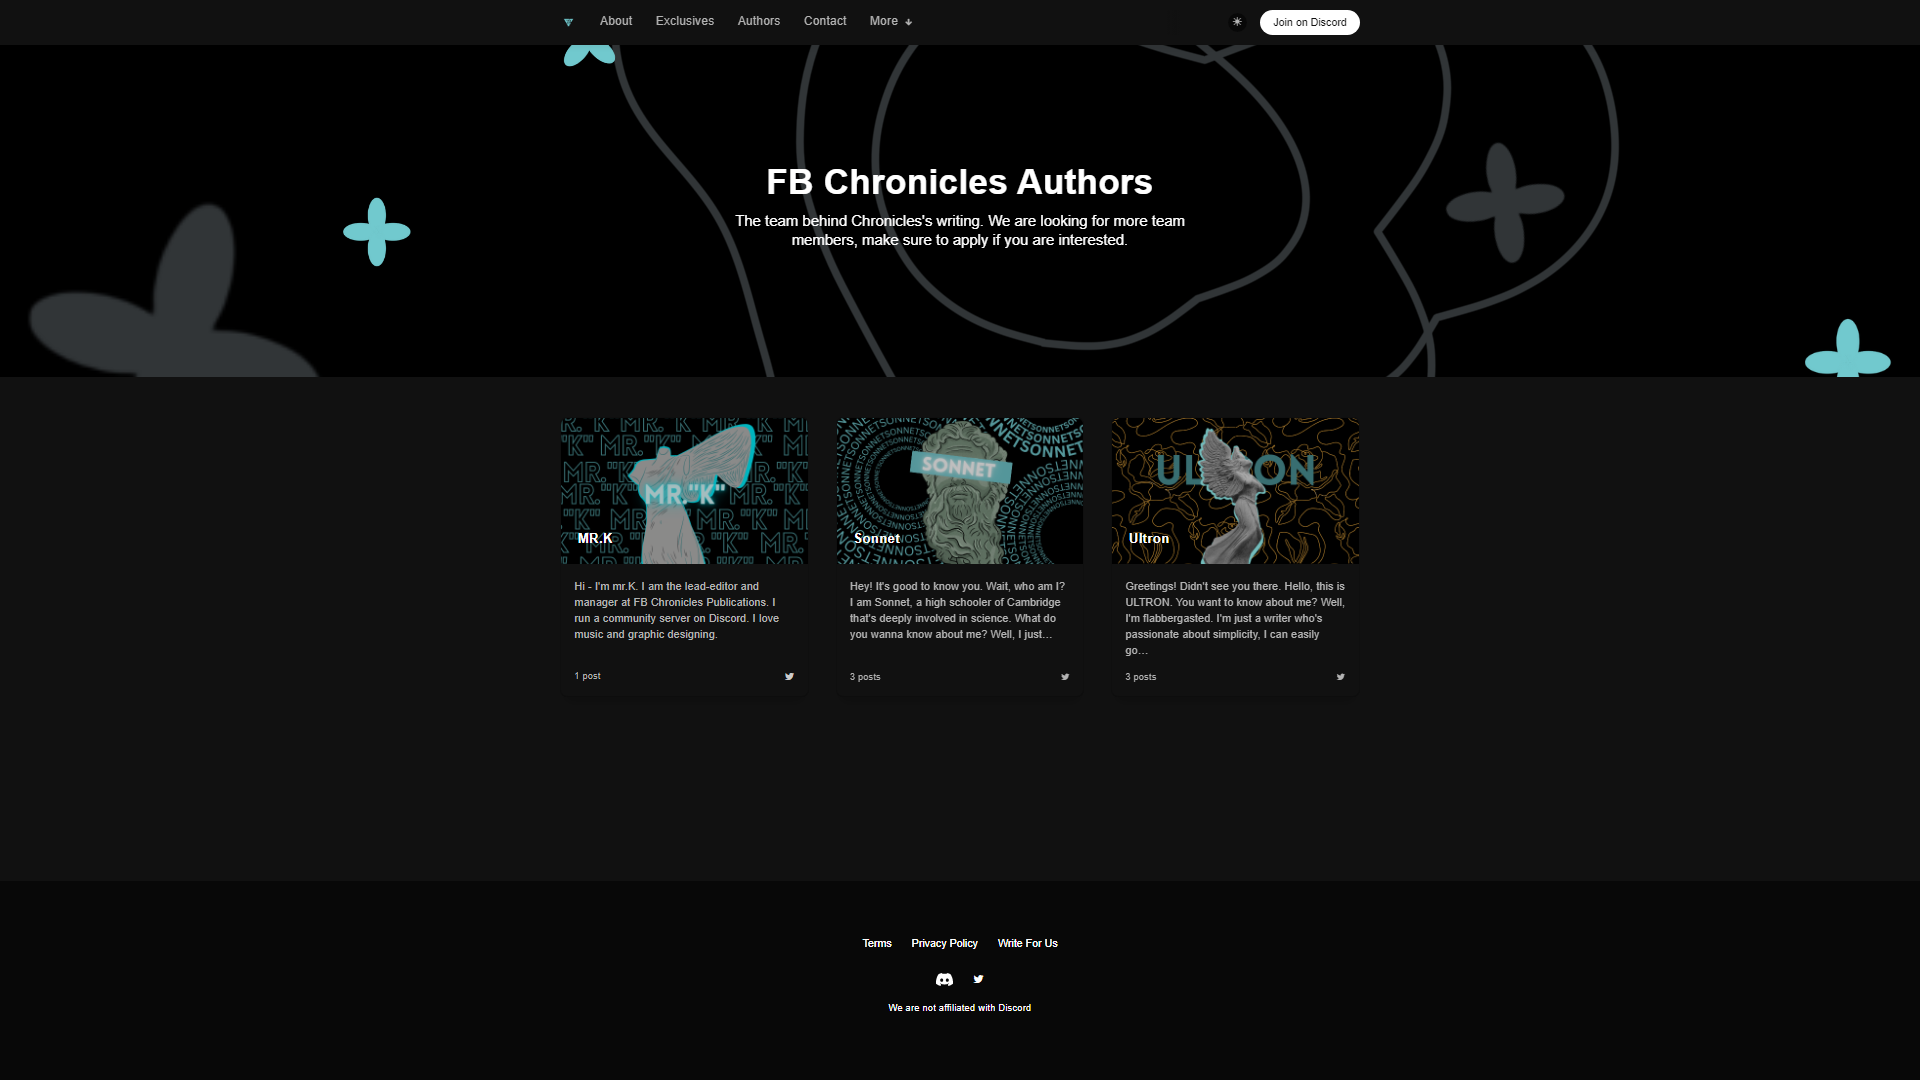 About Exclusives Authors Contact More
Join on Discord
FB Chronicles Authors
The team behind Chronicles's writing. We are looking for more team
members, make sure to apply if you are interested.
MR."K"
MR.K
Hi - I'm mr.K. I am the lead-editor and
manager at FB Chronicles Publications. I
run a community server on Discord. I love
music and graphic designing.
1 post
SONNET
Sonnet
Hey! It's good to know you. Wait, who am I?
I am Sonnet, a high schooler of Cambridge
that's deeply involved in science. What do
you wanna know about me? Well, I just...
3 posts
ULTRON
Ultron
Greetings! Didn't see you there. Hello, this is
ULTRON. You want to know about me? Well,
I'm flabbergasted. I'm just a writer who's
passionate about simplicity, I can easily
go...
3 posts
Terms Privacy Policy Write For Us
We are not affiliated with Discord